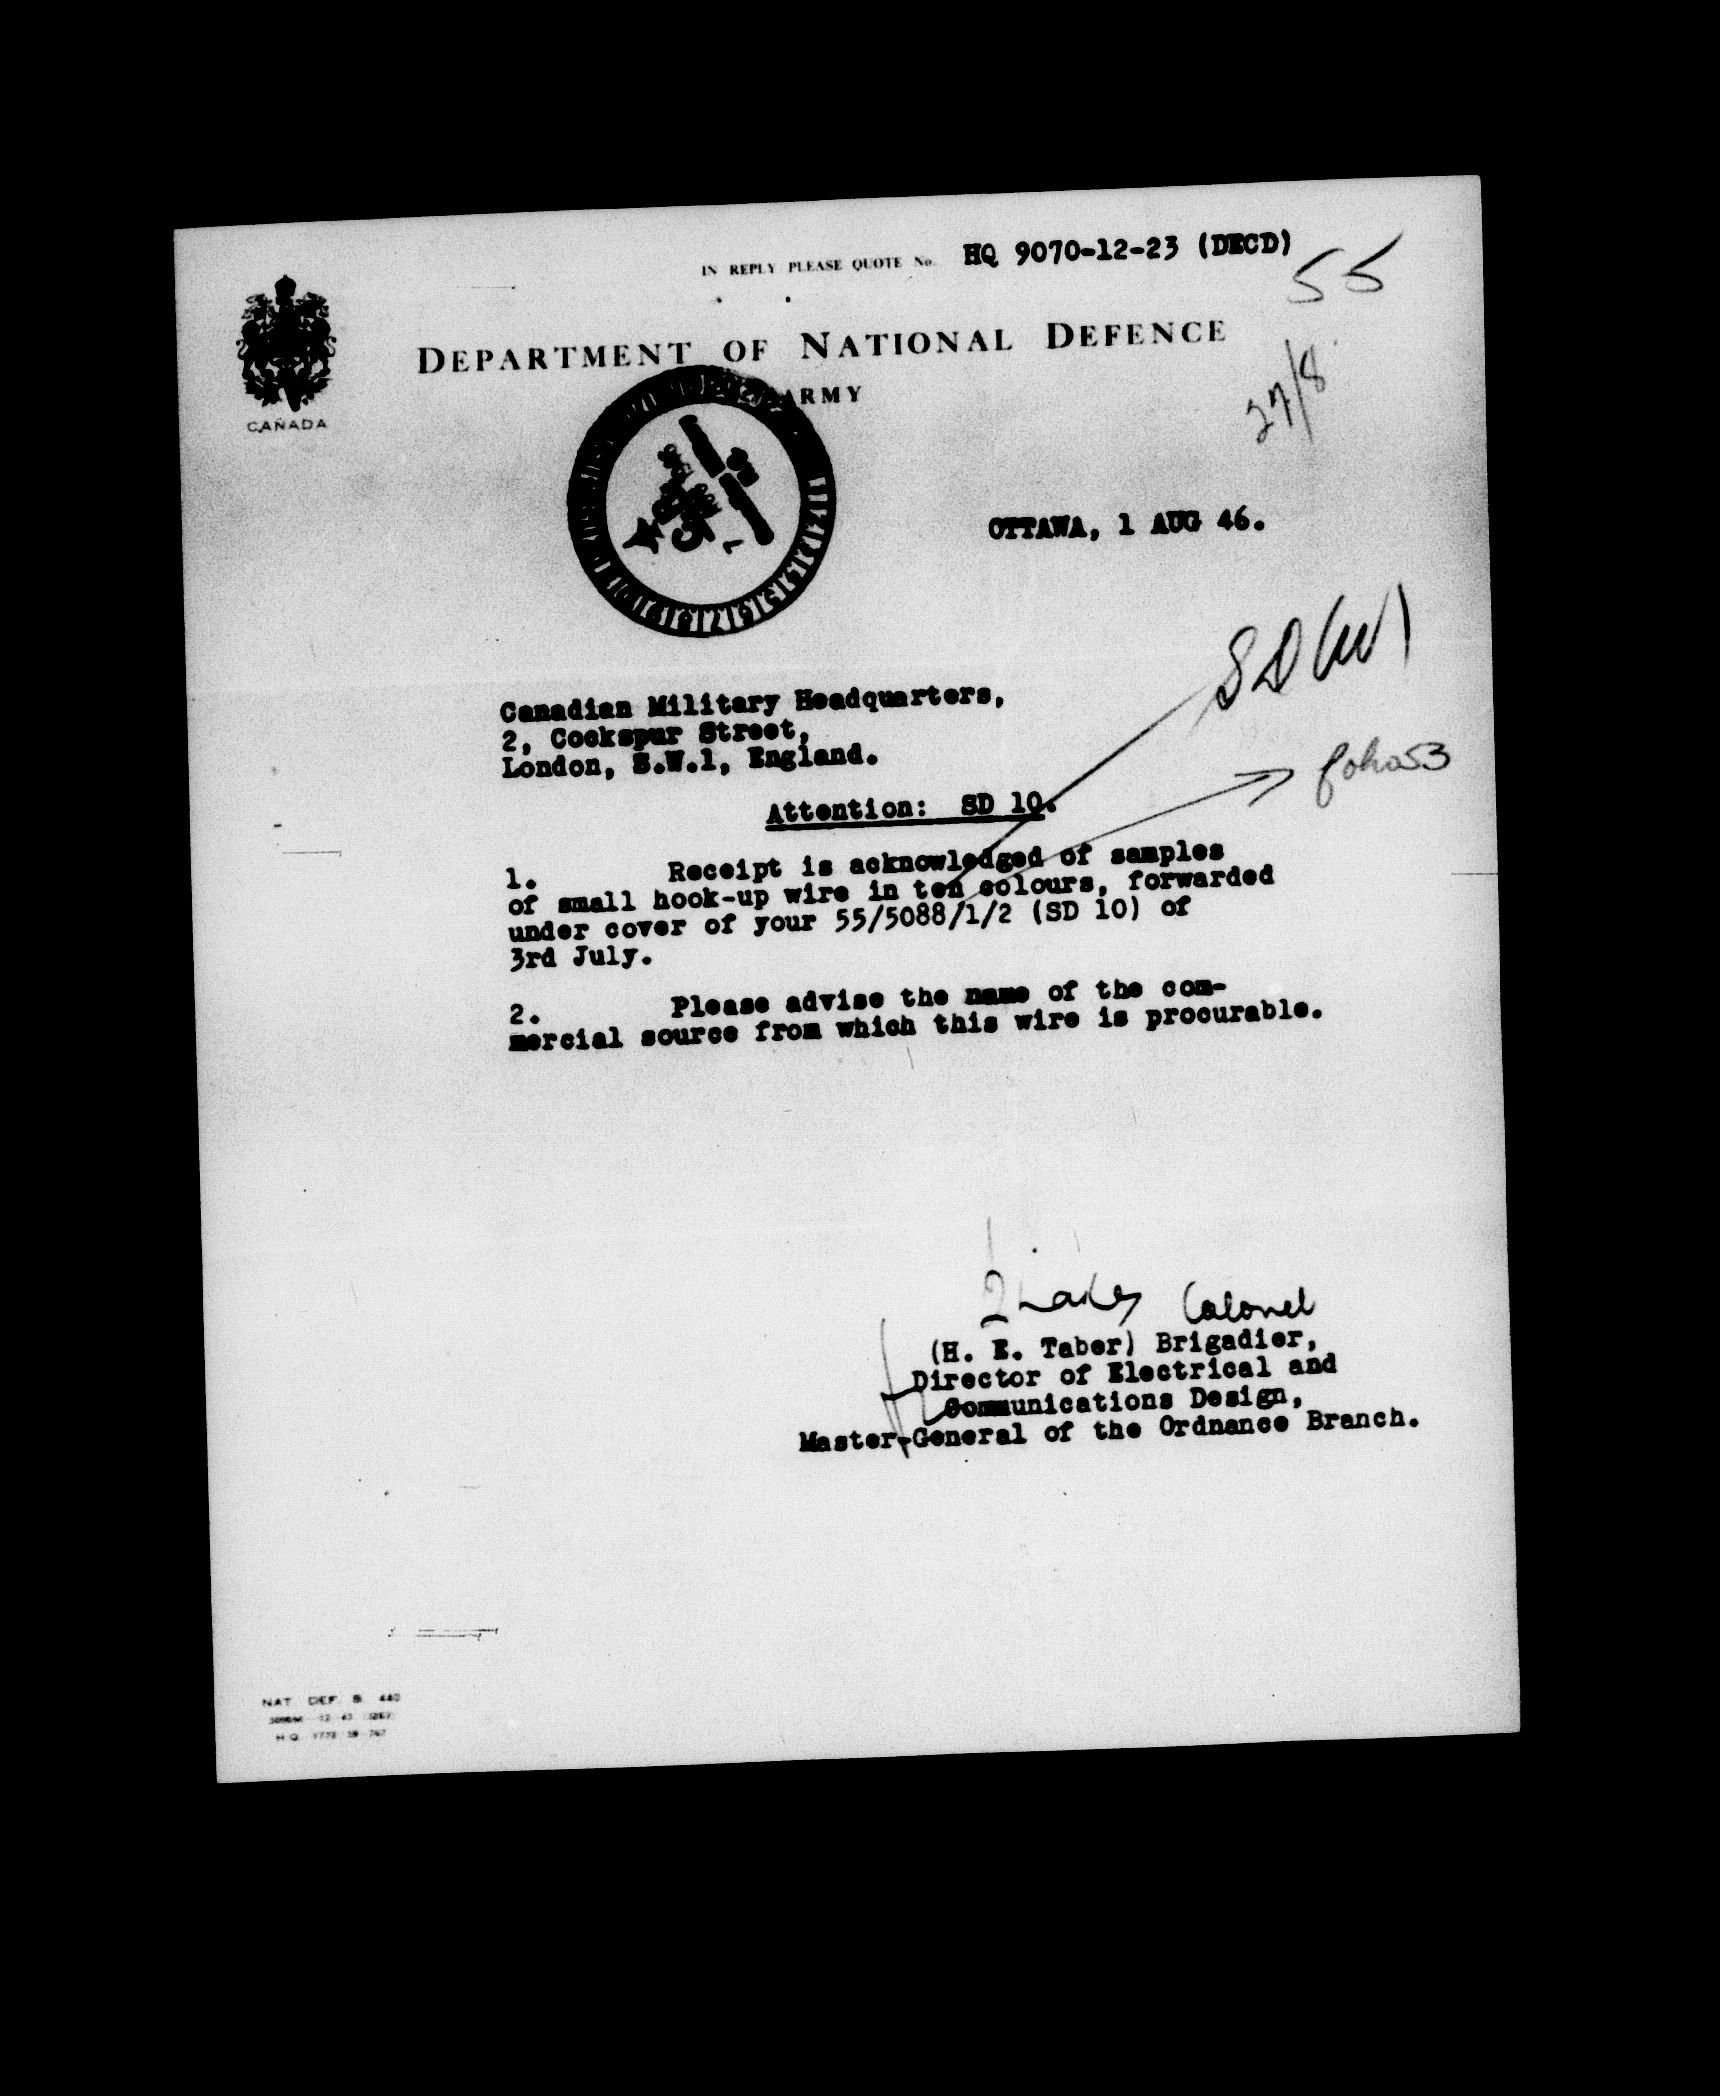 IN REPLY PLEASE QUOTE No. HQ 9070-12-23 (DECD)
55
DEPARTMENT OF NATIONAL DEFENCE
ARMY
27/8
CANADA
OTTAWA, 1 AUG 46.
SD (W)
Canadian Military Headquarters,
2, Cockspur Street,
London, S.W.1, England.
folio 53
Attention: SD 10.
1. Receipt is acknowledged of samples
of small hook-up wire in ten colours, forwarded
under cover of your 55/5088/1/2 (SD 10) of
3rd July.
2. Please advise the name of the com-
mercial source from which this wire is procurable.
Colonel
(H. E. Taber) Brigadier,
Director of Electrical and
Communications Design,
Master-General of the Ordnance Branch.
NAT. DEF. B. 440